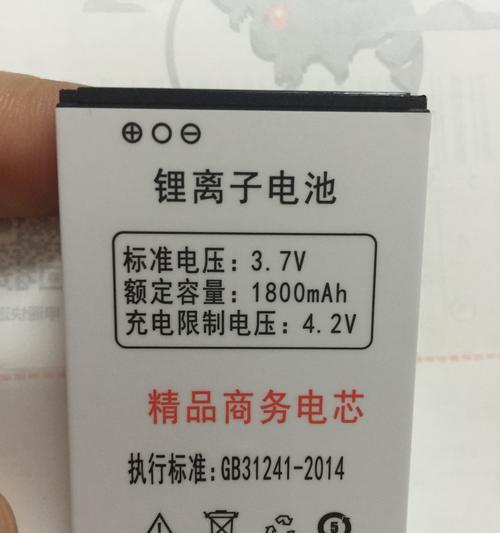 ⊕○⊖
锂离子电池
标准电压: 3.7V
额定容量: 1800mAh
充电限制电压: 4.2V
精品商务电芯
执行标准: GB31241-2014
5